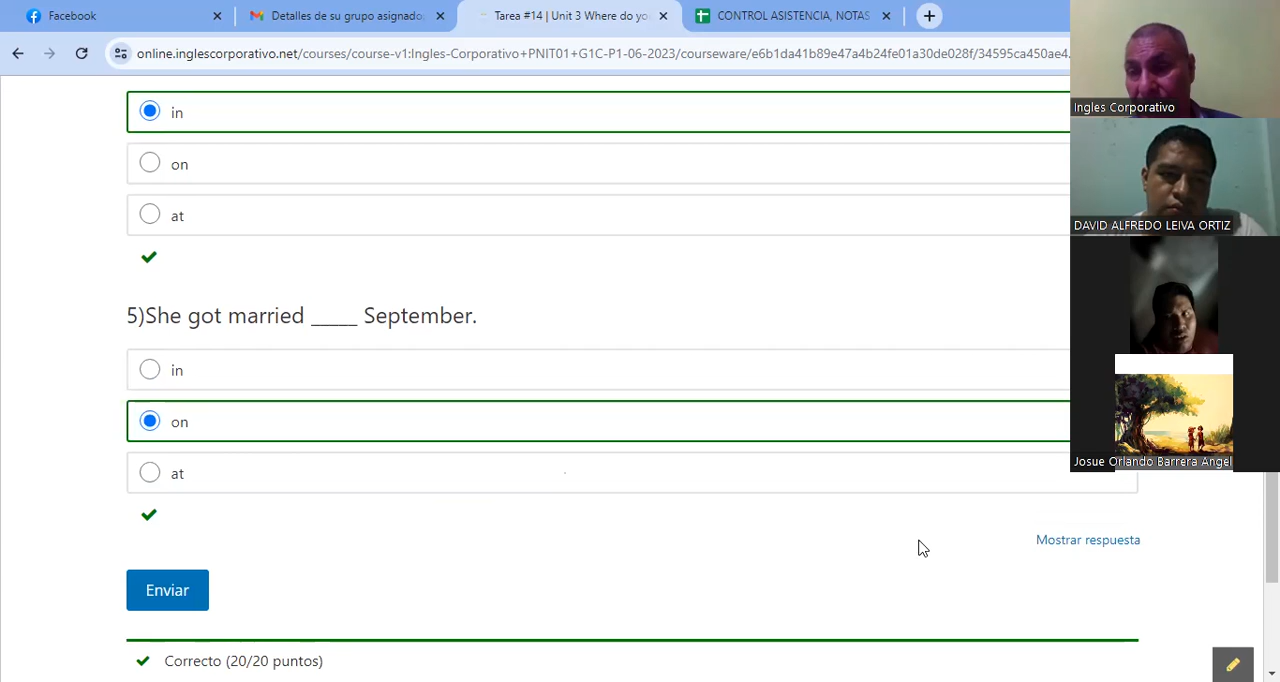 Facebook
Detalles de su grupo asignado
Tarea #14 | Unit 3 Where do yo
CONTROL ASISTENCIA, NOTAS
online.inglescorporativo.net/courses/course-v1:Ingles-Corporativo+PNIT01+G1C-P1-06-2023/courseware/e6b1da41b89e47a4b24fe01a30de028f/34595ca450ae4.
in
on
at
5)She got married _____ September.
in
on
at
Mostrar respuesta
Enviar
Correcto (20/20 puntos)
Ingles Corporativo
DAVID ALFREDO LEIVA ORTIZ
Josue Orlando Barrera Angel